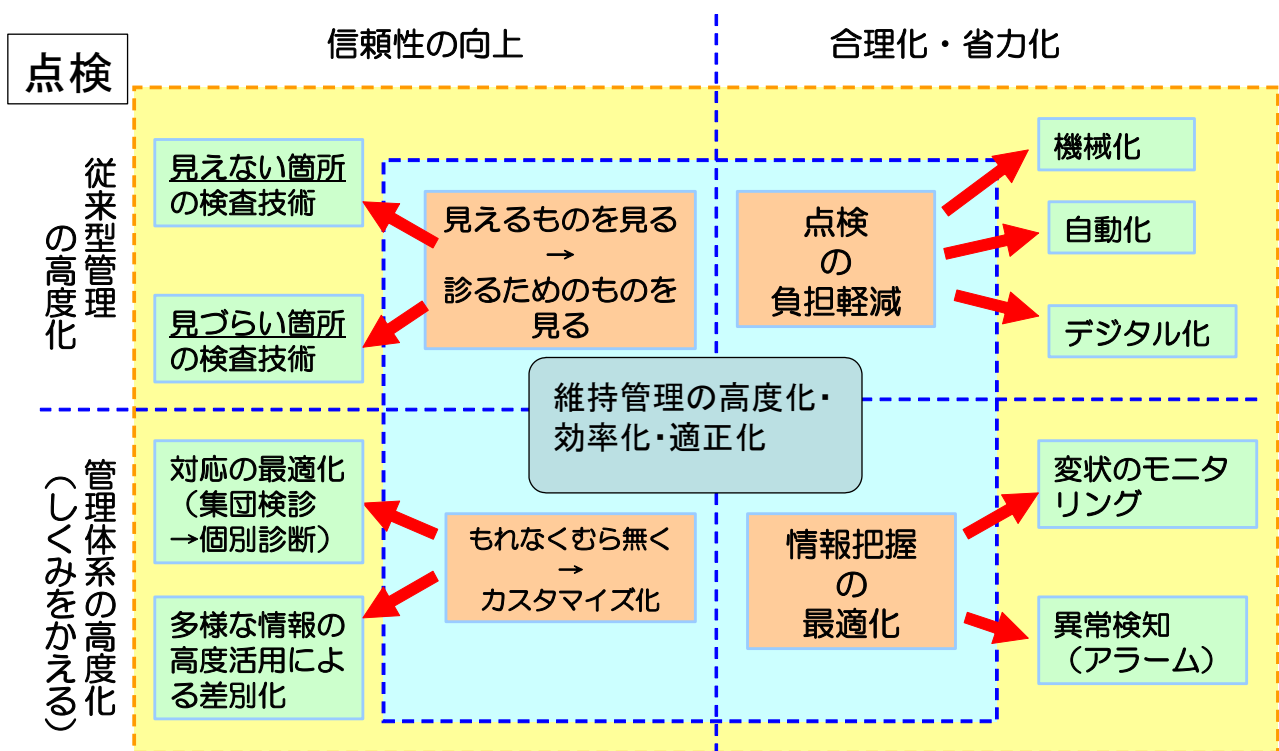 点検
信頼性の向上
合理化・省力化
従来型管理
の高度化
見えない箇所
の検査技術
見づらい箇所
の検査技術
見えるものを見る
→
診るためのものを
見る
点検
の
負担軽減
機械化
自動化
デジタル化
維持管理の高度化・
効率化・適正化
管理体系の高度化
（しくみをかえる）
対応の最適化
（集団検診
→個別診断）
多様な情報の
高度活用によ
る差別化
もれなくむら無く
→
カスタマイズ化
情報把握
の
最適化
変状のモニタ
リング
異常検知
（アラーム）